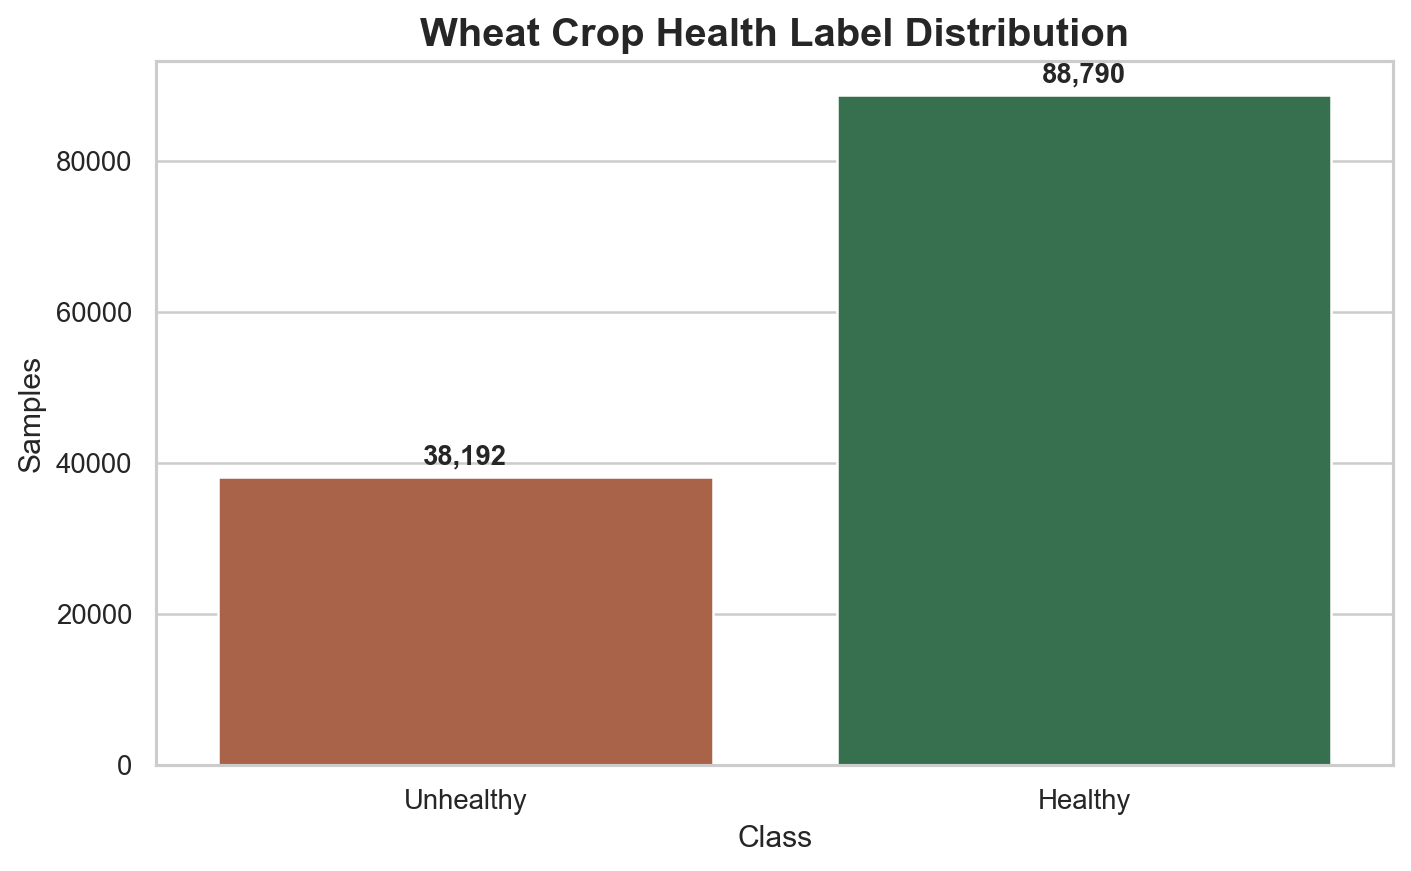 Wheat Crop Health Label Distribution
88,790
80000
60000
Samples
38,192
40000
20000
0
Unhealthy
Healthy
Class